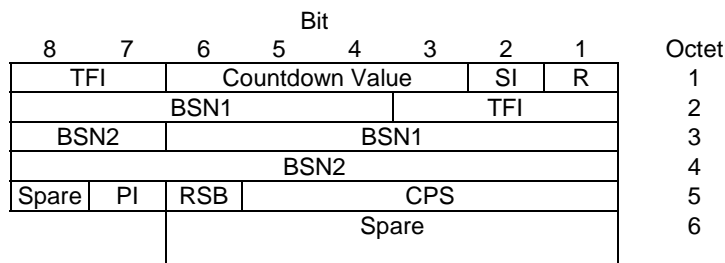 Bit
8 7 6 5 4 3 2 1 Octet
TFI Countdown Value SI R 1
BSN1 TFI 2
BSN2 BSN1 3
BSN2 4
Spare PI RSB CPS 5
Spare 6